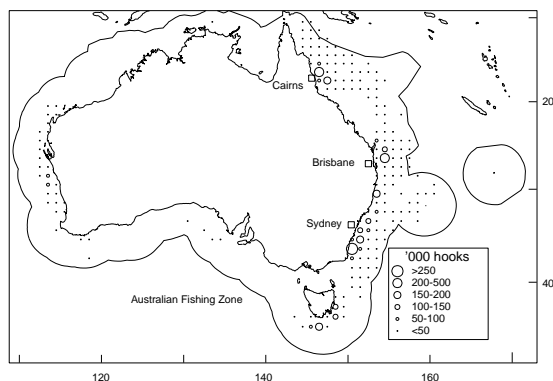 Cairns
20
Brisbane
Sydney
'000 hooks
>250
200-500
150-200
100-150
50-100
<50
40
Australian Fishing Zone
120
140
160